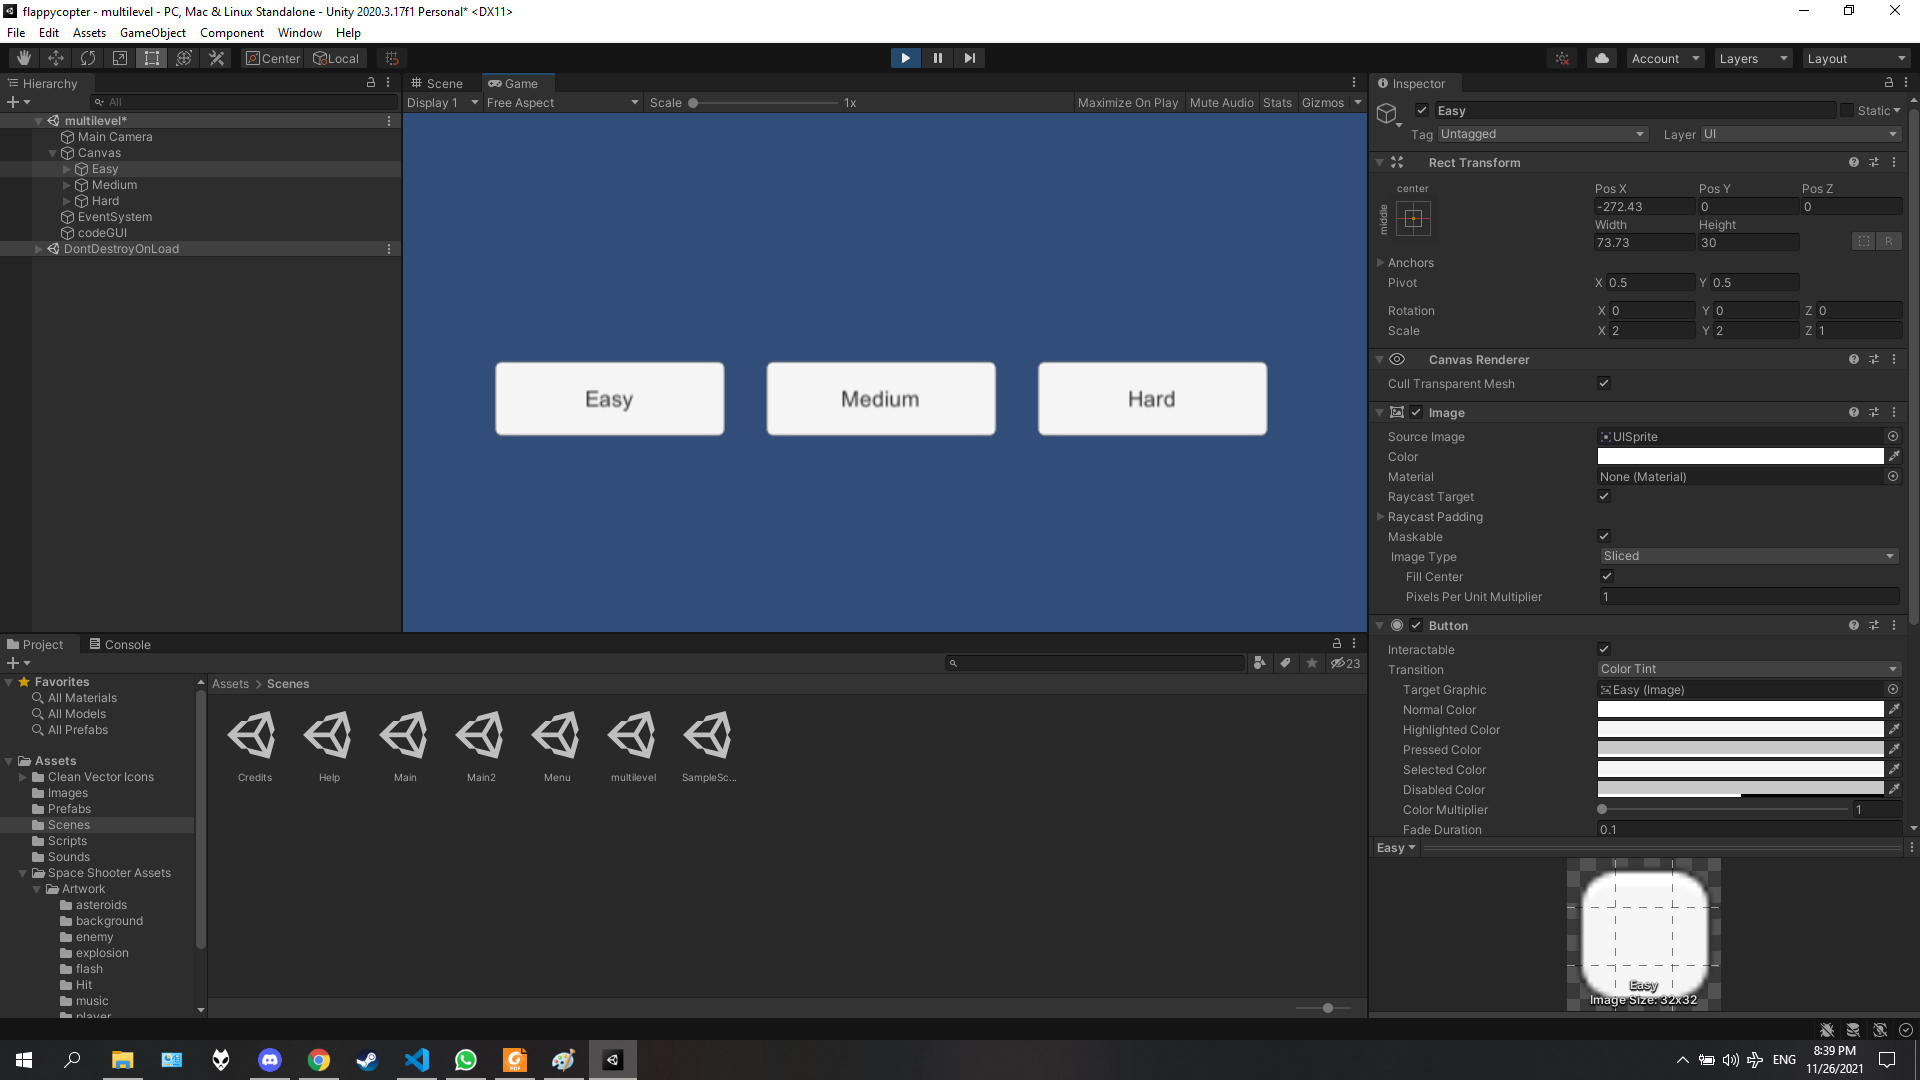 flappycopter - multilevel - PC, Mac & Linux Standalone - Unity 2020.3.17f1 Personal* <DX11>
File Edit Assets GameObject Component Window Help
Center Local
Account Layers Layout
Hierarchy
All
multilevel*
Main Camera
Canvas
Easy
Medium
Hard
EventSystem
codeGUI
DontDestroyOnLoad
Scene Game
Display 1 Free Aspect Scale 1x Maximize On Play Mute Audio Stats Gizmos
Easy Medium Hard
Inspector
Easy Static
Tag Untagged Layer UI
Rect Transform
center
middle
Pos X Pos Y Pos Z
-272.43 0 0
Width Height
73.73 30
R
Anchors
Pivot X 0.5 Y 0.5
Rotation X 0 Y 0 Z 0
Scale X 2 Y 2 Z 1
Canvas Renderer
Cull Transparent Mesh
Image
Source Image UISprite
Color
Material None (Material)
Raycast Target
Raycast Padding
Maskable
Image Type Sliced
Fill Center
Pixels Per Unit Multiplier 1
Button
Interactable
Transition Color Tint
Target Graphic Easy (Image)
Normal Color
Highlighted Color
Pressed Color
Selected Color
Disabled Color
Color Multiplier 1
Fade Duration 0.1
Easy
Easy
Image Size: 32x32
Project Console
23
Favorites
All Materials
All Models
All Prefabs
Assets
Clean Vector Icons
Images
Prefabs
Scenes
Scripts
Sounds
Space Shooter Assets
Artwork
asteroids
background
enemy
explosion
flash
Hit
music
player
Assets > Scenes
Credits Help Main Main2 Menu multilevel SampleSc...
ENG
8:39 PM
11/26/2021